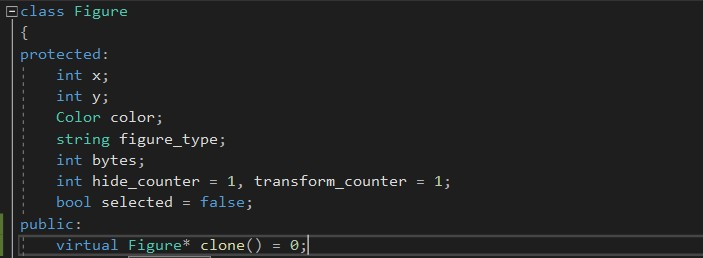 class Figure
{
protected:
    int x;
    int y;
    Color color;
    string figure_type;
    int bytes;
    int hide_counter = 1, transform_counter = 1;
    bool selected = false;
public:
    virtual Figure* clone() = 0;